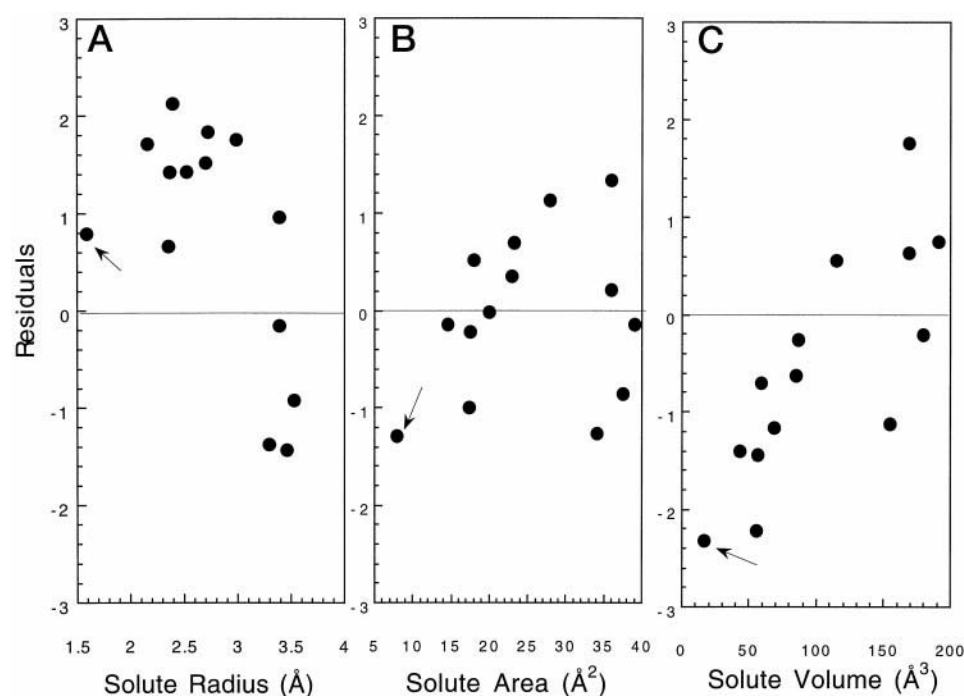 A B C
3 3 3
2 2 2
1 1 1
0 0 0
-1 -1 -1
-2 -2 -2
-3 -3 -3
Residuals
1.5 2 2.5 3 3.5 4
5 10 15 20 25 30 35 40
0 50 100 150 200
Solute Radius (Å)
Solute Area (Å²)
Solute Volume (Å³)